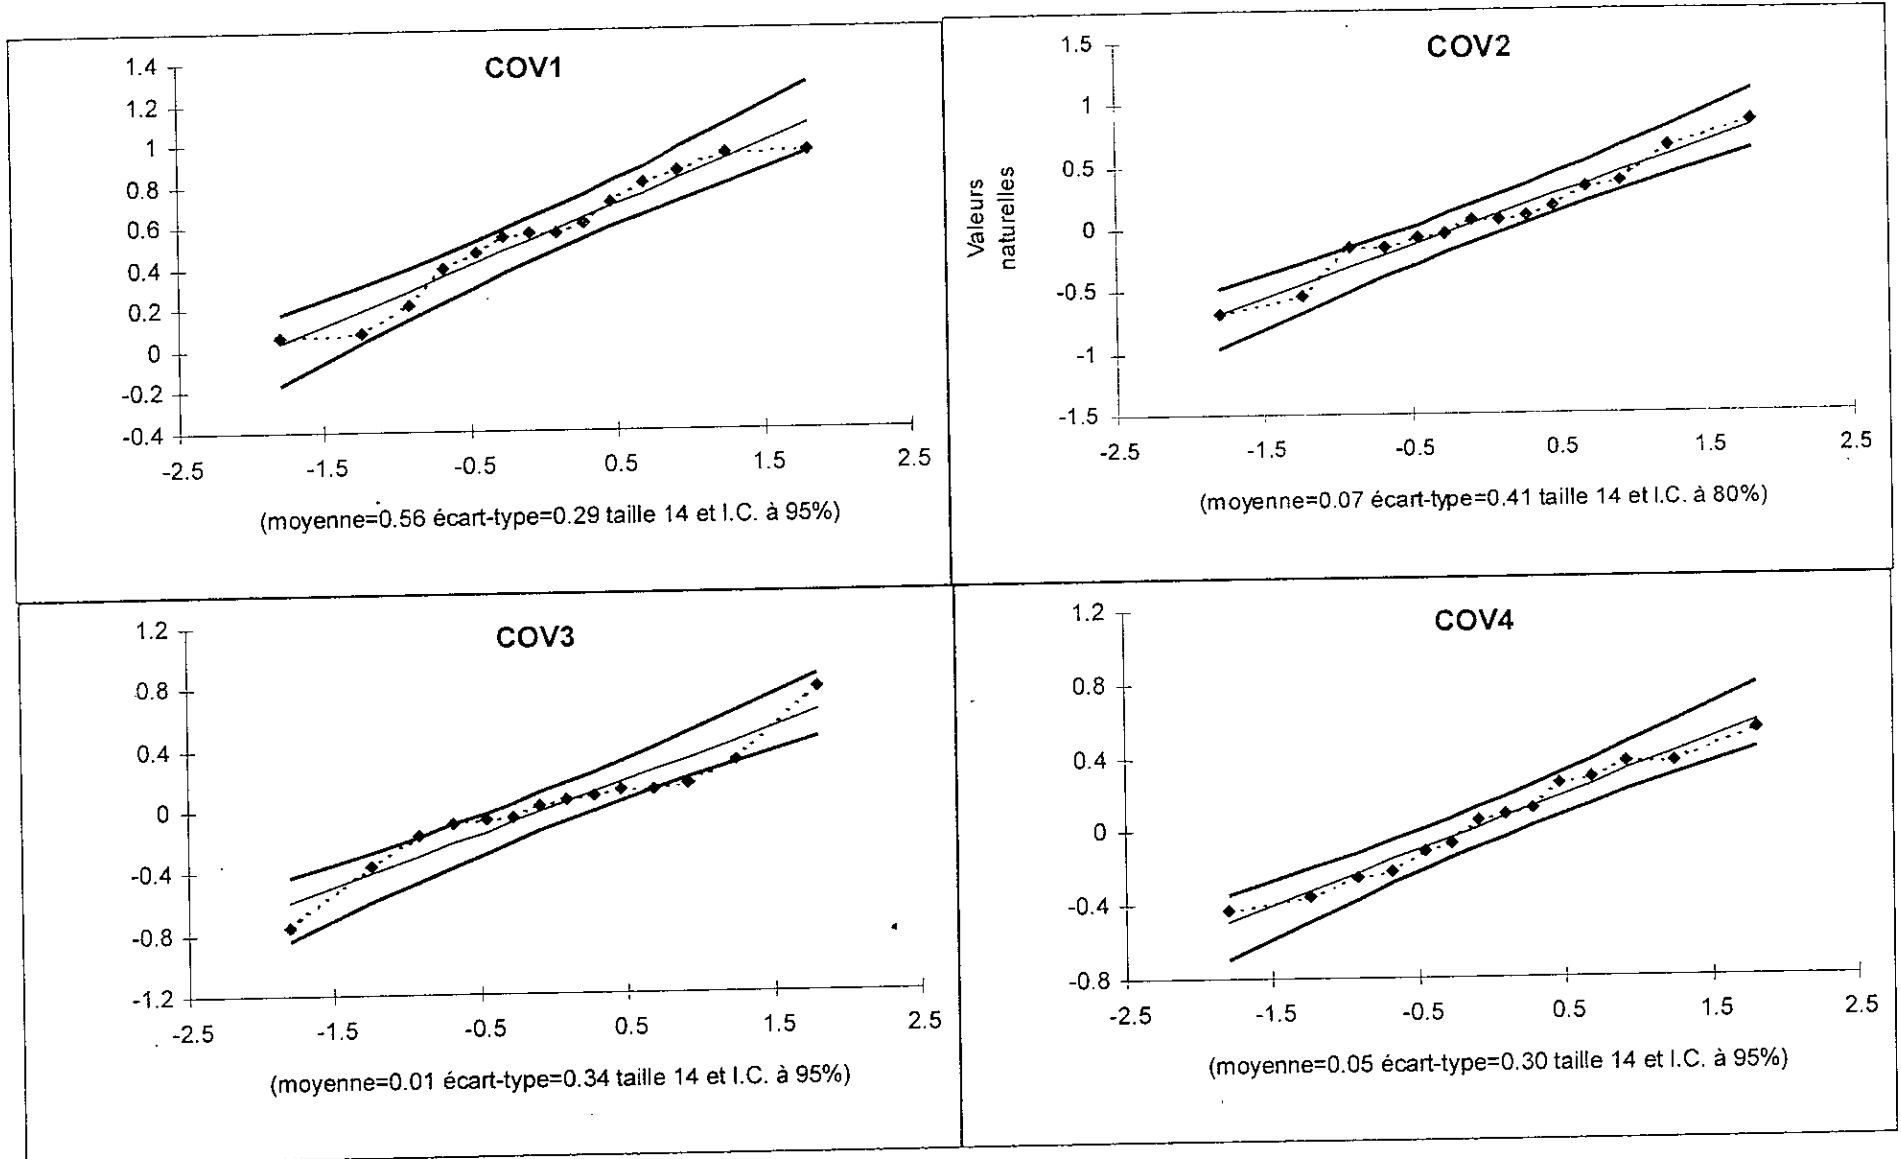 COV1
1.4
1.2
1
0.8
0.6
0.4
0.2
0
-0.2
-0.4
-2.5 -1.5 -0.5 0.5 1.5 2.5
(moyenne=0.56 écart-type=0.29 taille 14 et I.C. à 95%)
COV2
Valeurs
naturelles
1.5
1
0.5
0
-0.5
-1
-1.5
-2.5 -1.5 -0.5 0.5 1.5 2.5
(moyenne=0.07 écart-type=0.41 taille 14 et I.C. à 80%)
COV3
1.2
0.8
0.4
0
-0.4
-0.8
-1.2
-2.5 -1.5 -0.5 0.5 1.5 2.5
(moyenne=0.01 écart-type=0.34 taille 14 et I.C. à 95%)
COV4
1.2
0.8
0.4
0
-0.4
-0.8
-2.5 -1.5 -0.5 0.5 1.5 2.5
(moyenne=0.05 écart-type=0.30 taille 14 et I.C. à 95%)